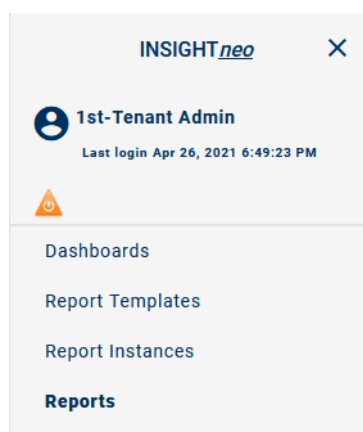 INSIGHTneo
1st-Tenant Admin
Last login Apr 26, 2021 6:49:23 PM
Dashboards
Report Templates
Report Instances
Reports